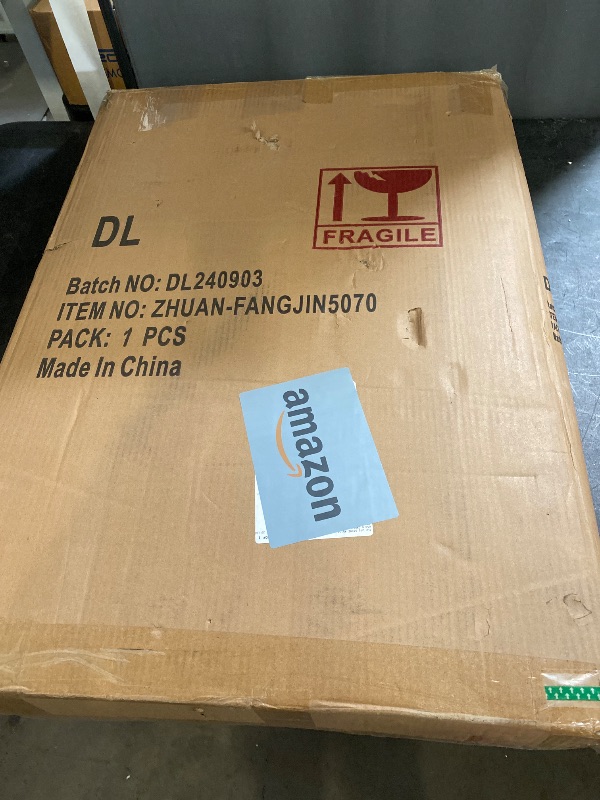 FRAGILE
DL
Batch NO: DL240903
ITEM NO: ZHUAN-FANGJIN5070
PACK: 1 PCS
Made In China
amazon